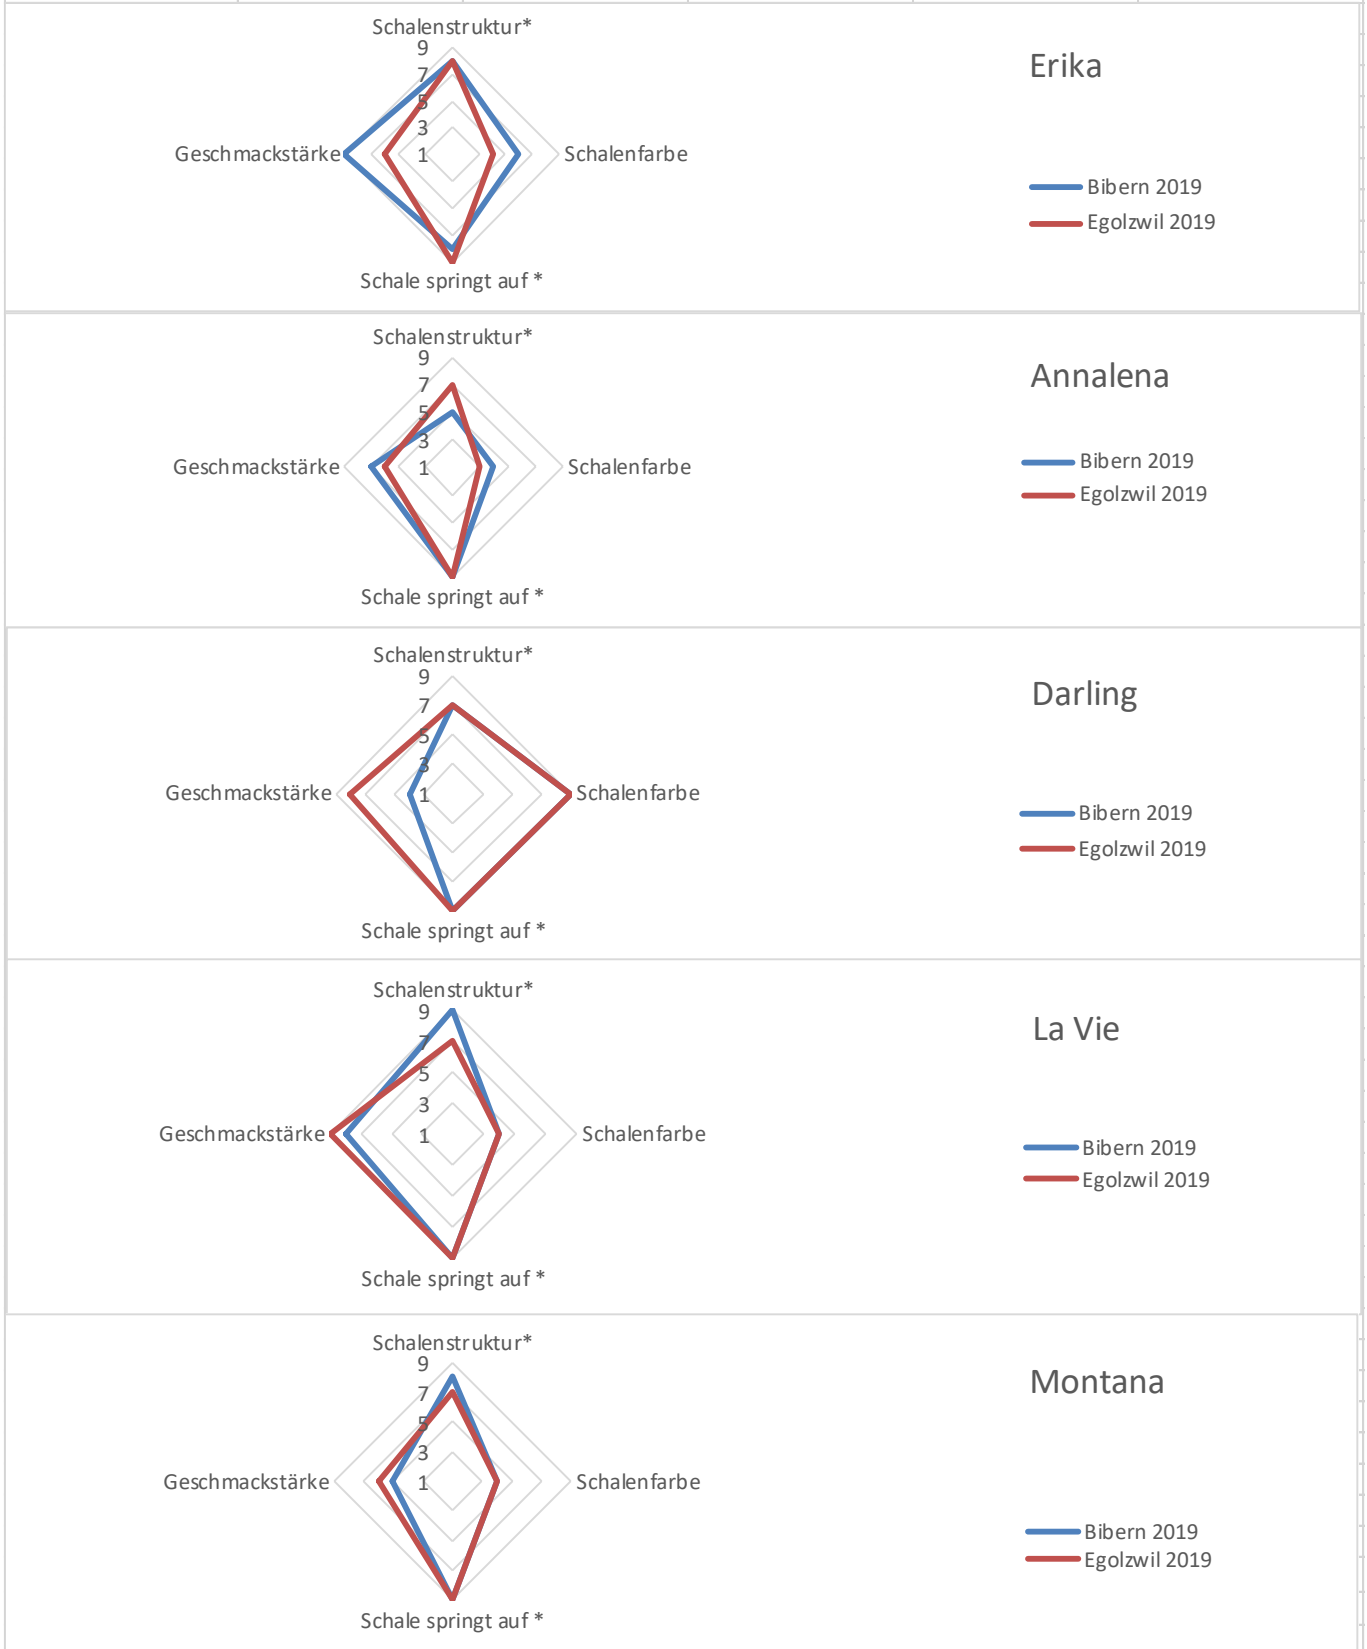 Schalenstruktur*
9
7
5
3
1
Geschmackstärke
Schalenfarbe
Schale springt auf *
Erika
Bibern 2019
Egolzwil 2019
Schalenstruktur*
9
7
5
3
1
Geschmackstärke
Schalenfarbe
Schale springt auf *
Annalena
Bibern 2019
Egolzwil 2019
Schalenstruktur*
9
7
5
3
1
Geschmackstärke
Schalenfarbe
Schale springt auf *
Darling
Bibern 2019
Egolzwil 2019
Schalenstruktur*
9
7
5
3
1
Geschmackstärke
Schalenfarbe
Schale springt auf *
La Vie
Bibern 2019
Egolzwil 2019
Schalenstruktur*
9
7
5
3
1
Geschmackstärke
Schalenfarbe
Schale springt auf *
Montana
Bibern 2019
Egolzwil 2019